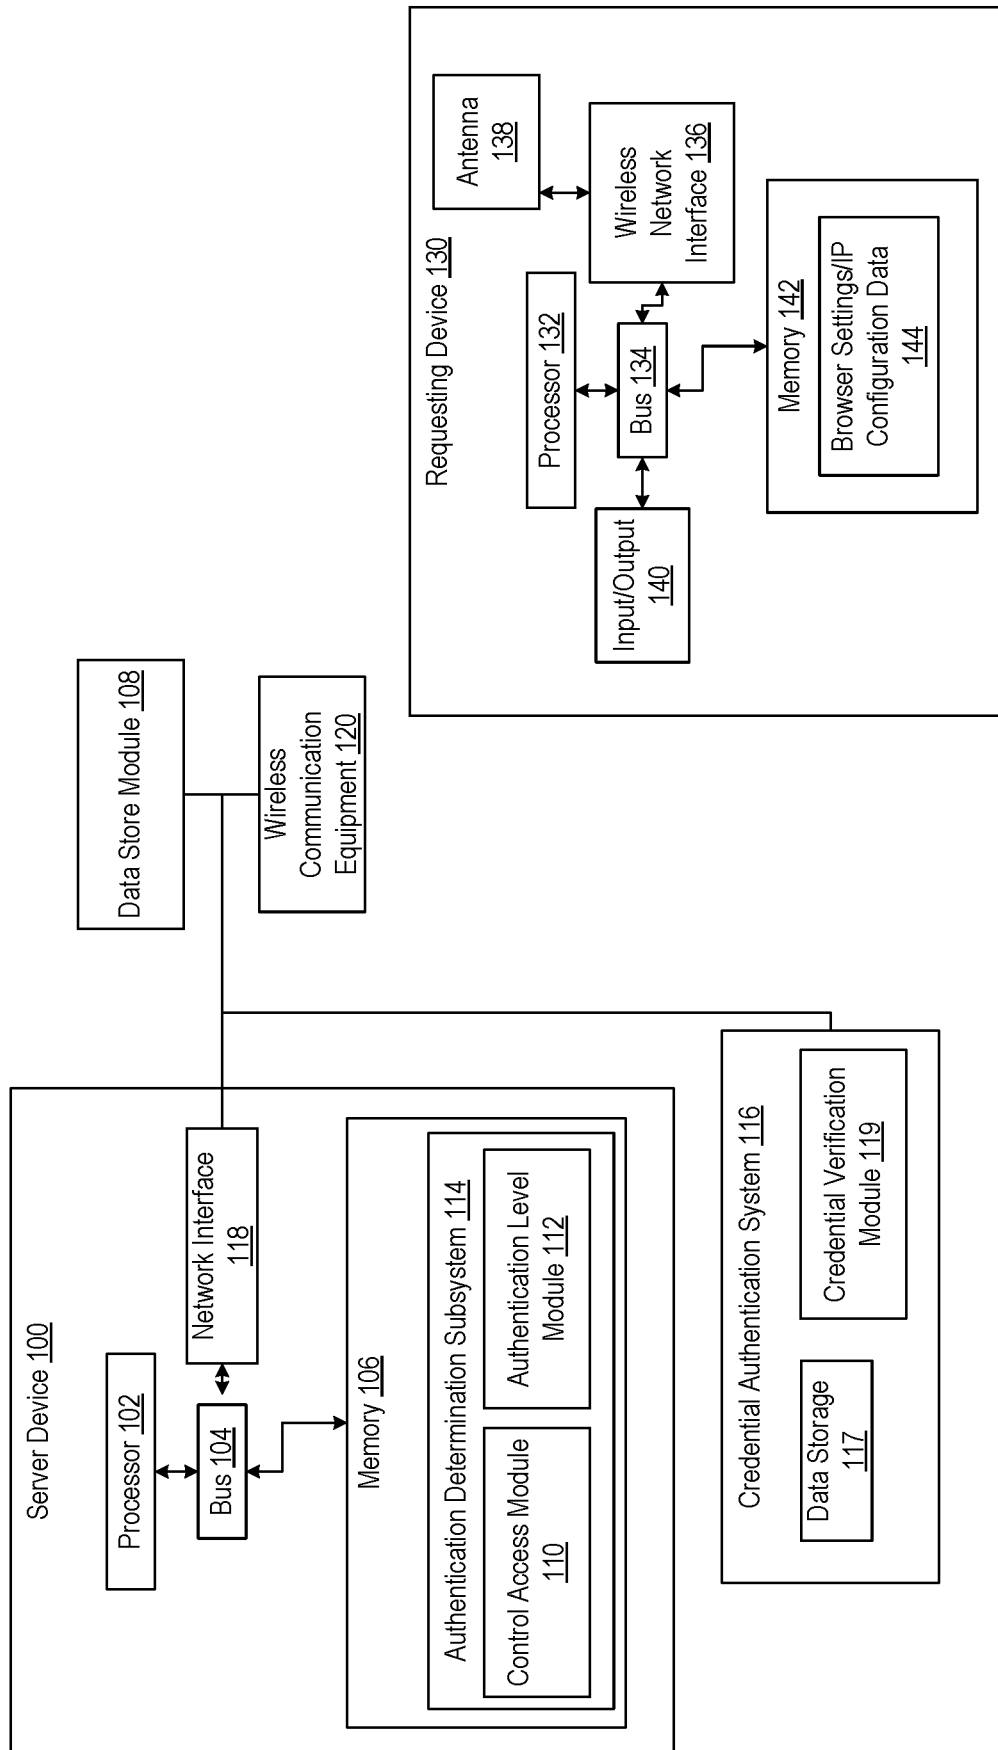 Server Device 100
Processor 102
Bus 104
Network Interface
118
Memory 106
Authentication Determination Subsystem 114
Control Access Module
110
Authentication Level
Module 112
Data Store Module 108
Wireless
Communication
Equipment 120
Credential Authentication System 116
Data Storage
117
Credential Verification
Module 119
Requesting Device 130
Antenna
138
Processor 132
Bus 134
Wireless
Network
Interface 136
Input/Output
140
Memory 142
Browser Settings/IP
Configuration Data
144